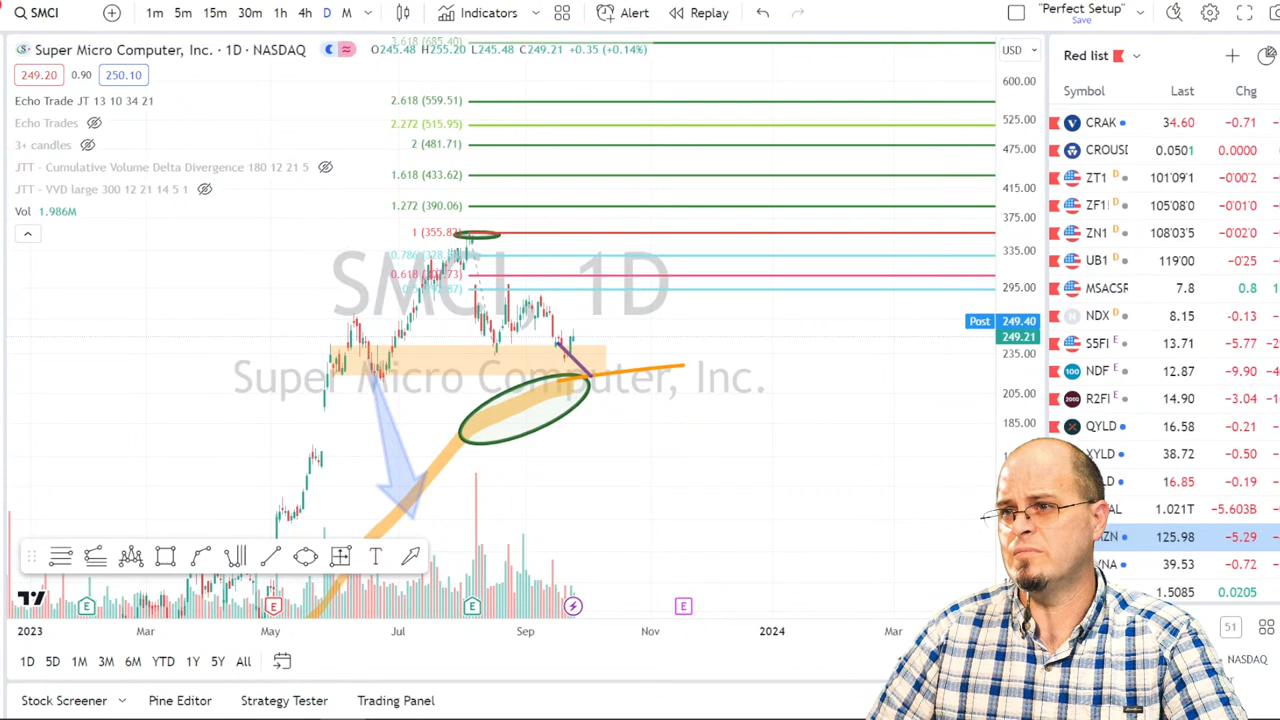 SMCI 1m 5m 15m 30m 1h 4h D M Indicators Alert Replay "Perfect Setup" Save
Super Micro Computer, Inc. · 1D · NASDAQ O245.48 H255.20 L245.48 C249.21 +0.35 (+0.14%) USD Red list
249.20 0.90 250.10
Symbol Last Chg
Echo Trade JT 13 10 34 21
Echo Trades
3+ candles
JTT - Cumulative Volume Delta Divergence 180 12 21 5
JTT - VVD large 300 12 21 14 5 1
Vol 1.986M
3.618 (685.40)
2.618 (559.51)
2.272 (515.95)
2 (481.71)
1.618 (433.62)
1.272 (390.06)
1 (355.82)
600.00
525.00
475.00
415.00
375.00
335.00
295.00
Post 249.40
249.21
235.00
205.00
185.00
SMCI, 1D
Super Micro Computer, Inc.
CRAK 34.60 -0.71
CROUSD 0.0501 0.0000
ZT1 D 101'09'1 -0'00'2
ZF1! D 105'08'0 -0'01'0
ZN1 D 108'03'5 -0'02'0
UB1 D 119'00 -0'25
MSACSR 7.8 0.8
NDX D 8.15 -0.13
S5FI E 13.71 -5.77
NDF E 12.87 -9.90
R2FI E 14.90 -3.04
QYLD 16.58 -0.21
XYLD 38.72 -0.50
16.85 -0.19
1.021T -5.603B
125.98 -5.29
39.53 -0.72
1.5085 0.0205
T
E E E E
2023 Mar May Jul Sep Nov 2024 Mar
51
1D 5D 1M 3M 6M YTD 1Y 5Y All
NASDAQ
Stock Screener Pine Editor Strategy Tester Trading Panel